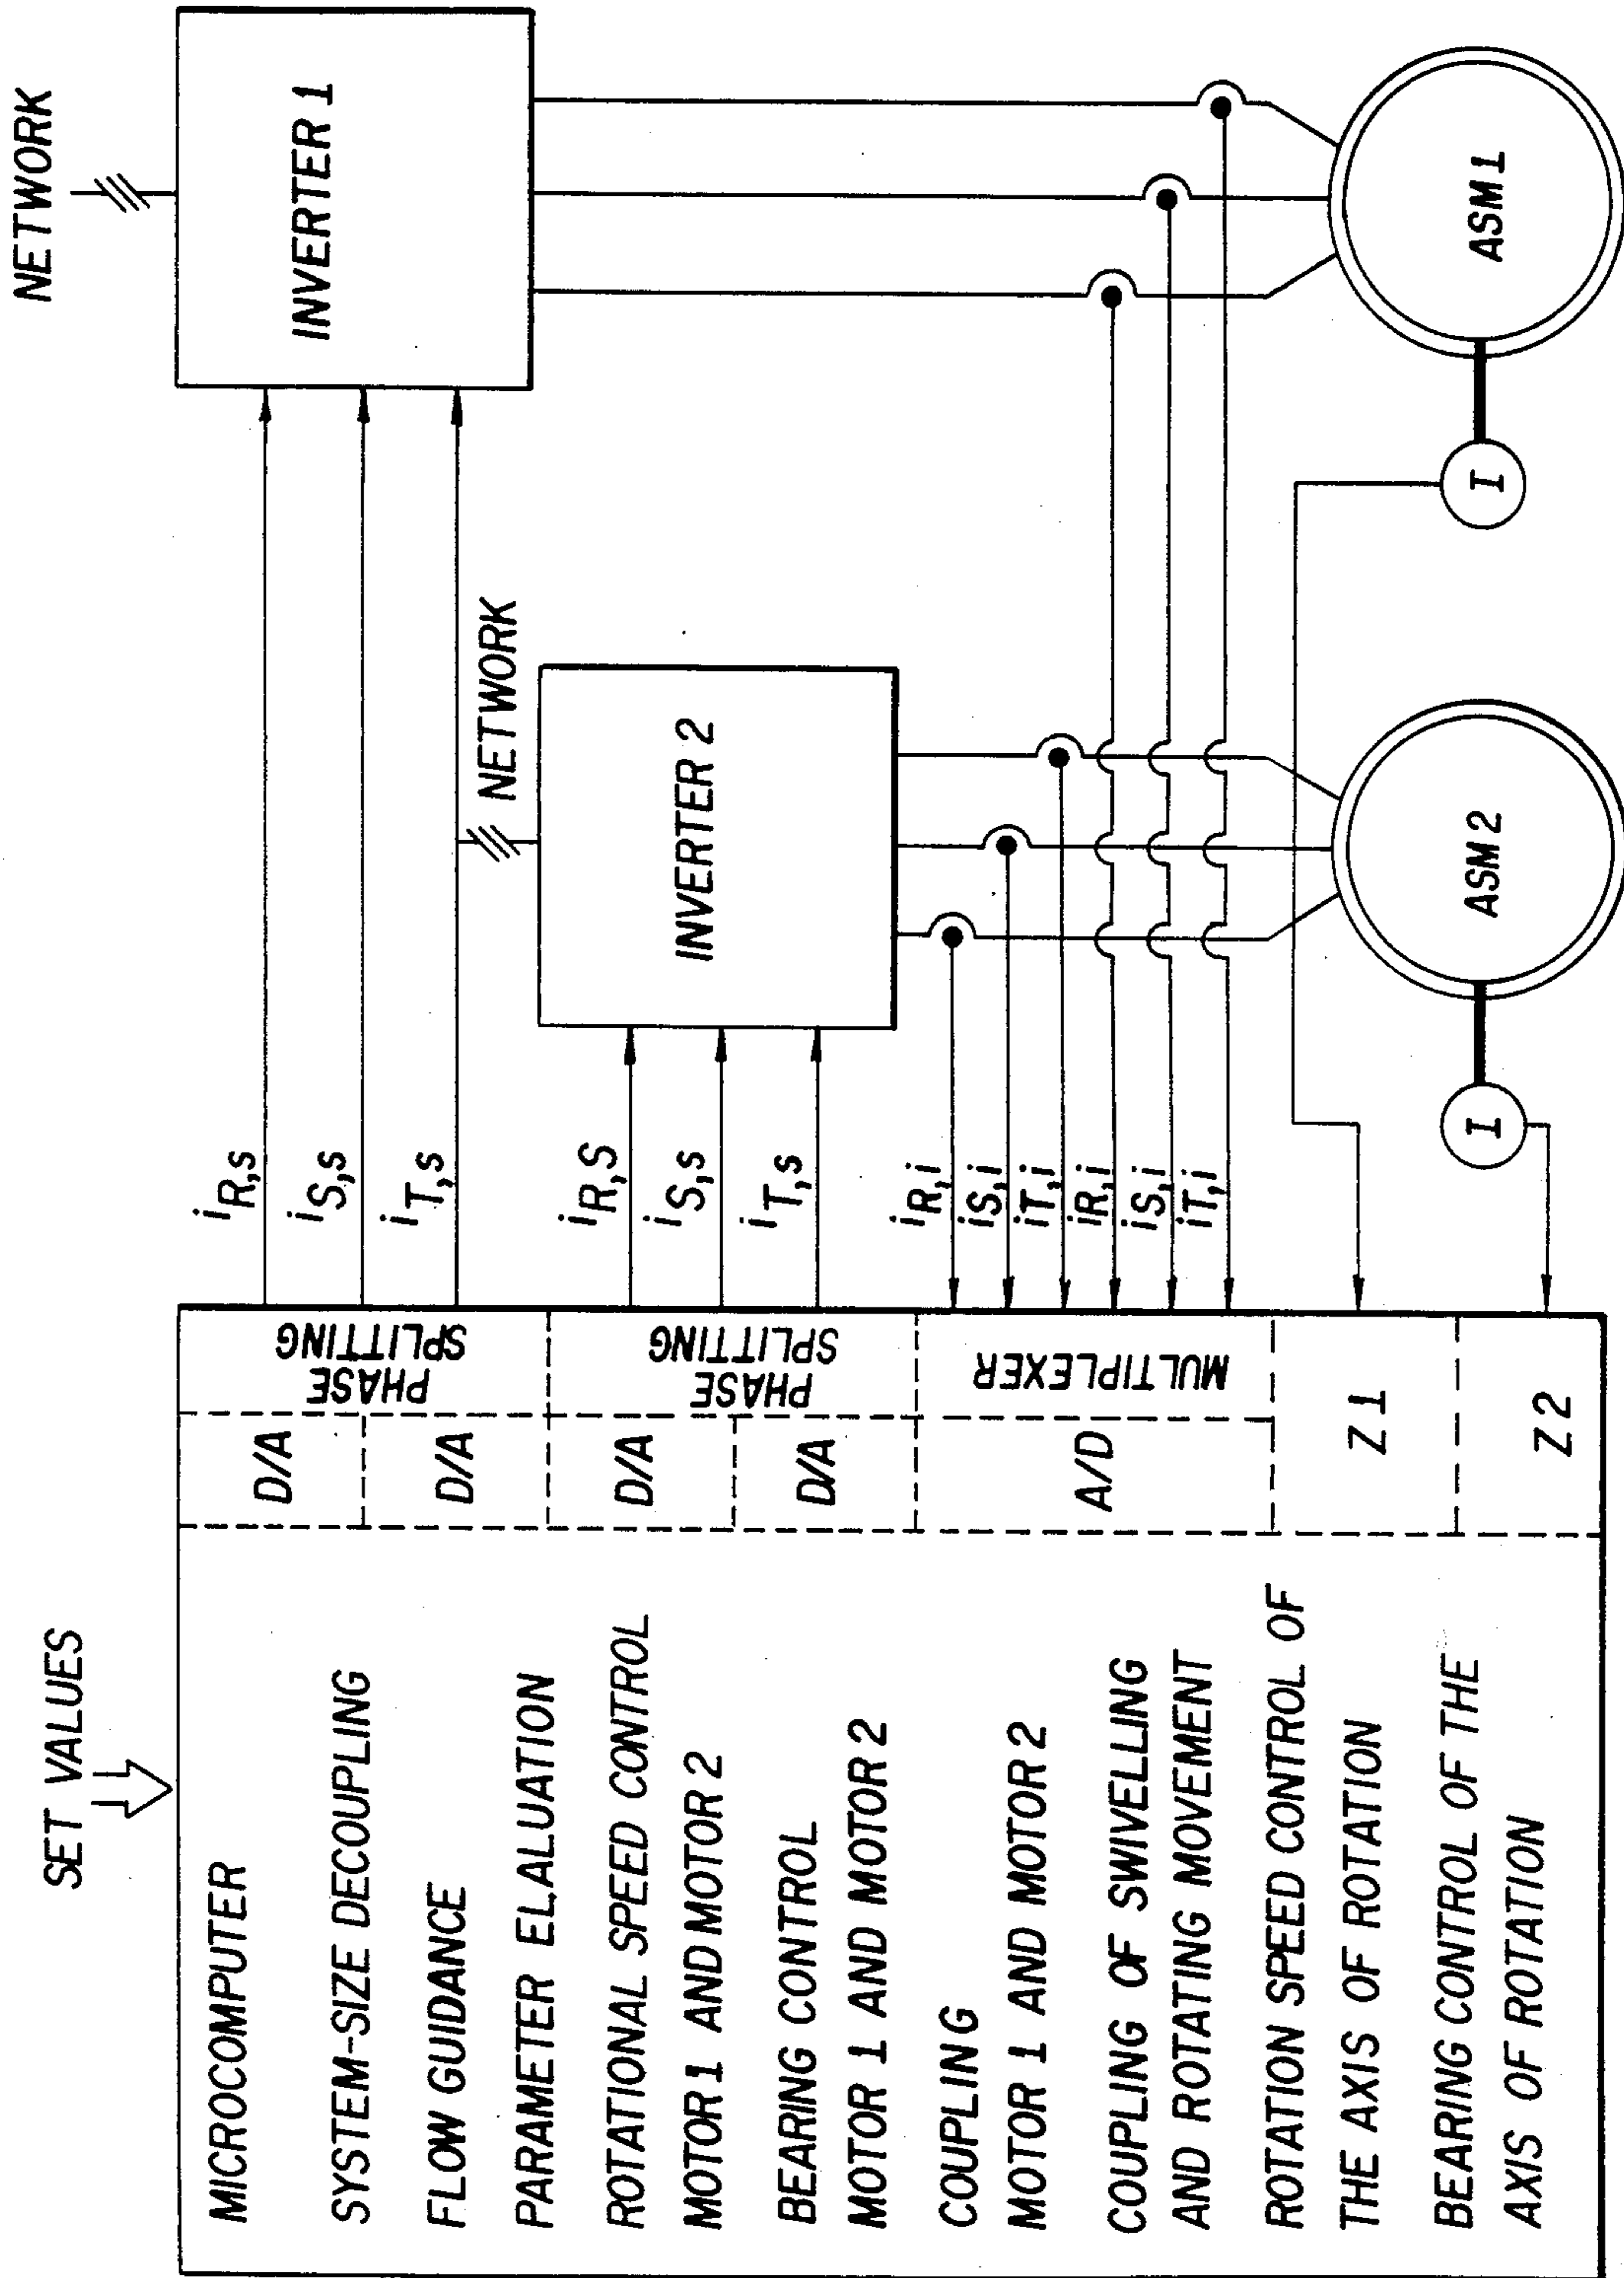 SET VALUES
MICROCOMPUTER
SYSTEM-SIZE DECOUPLING
FLOW GUIDANCE
PARAMETER ELALUATION
ROTATIONAL SPEED CONTROL
MOTOR 1 AND MOTOR 2
BEARING CONTROL
MOTOR 1 AND MOTOR 2
COUPLING
MOTOR 1 AND MOTOR 2
COUPLING OF SWIVELLING
AND ROTATING MOVEMENT
ROTATION SPEED CONTROL OF
THE AXIS OF ROTATION
BEARING CONTROL OF THE
AXIS OF ROTATION
D/A
D/A
D/A
D/A
A/D
Z 1
Z 2
PHASE
SPLITTING
PHASE
SPLITTING
MULTIPLEXER
iR,s
iS,s
iT,s
iR,S
iS,s
iT,s
iR,i
iS,i
iT,i
iR,i
iS,i
iT,i
NETWORK
INVERTER 2
NETWORK
INVERTER 1
I
ASM 2
I
ASM 1